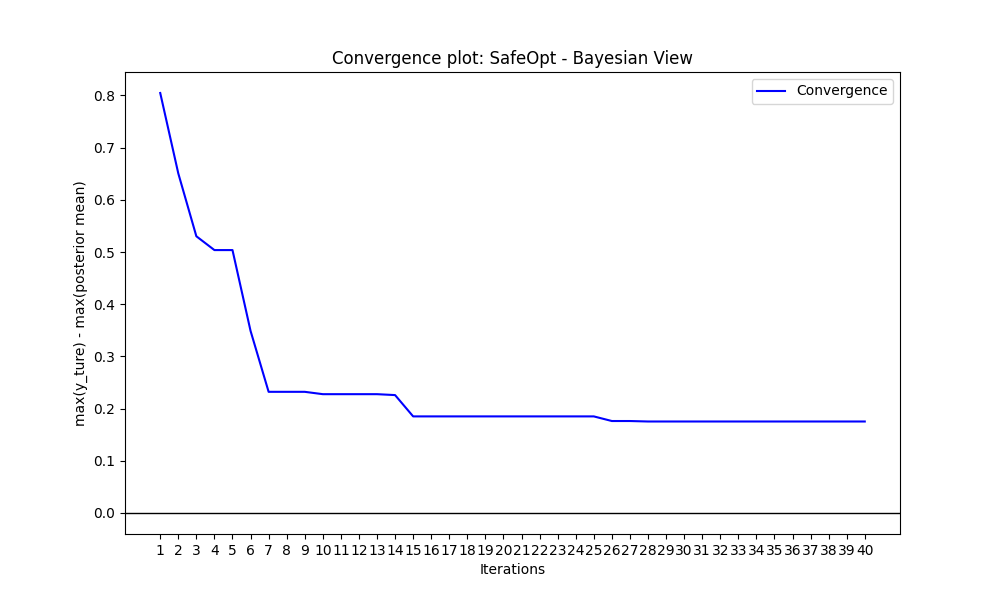 Convergence plot: SafeOpt - Bayesian View
Convergence
max(y_ture) - max(posterior mean)
0.8
0.7
0.6
0.5
0.4
0.3
0.2
0.1
0.0
1 2 3 4 5 6 7 8 9 10 11 12 13 14 15 16 17 18 19 20 21 22 23 24 25 26 27 28 29 30 31 32 33 34 35 36 37 38 39 40
Iterations